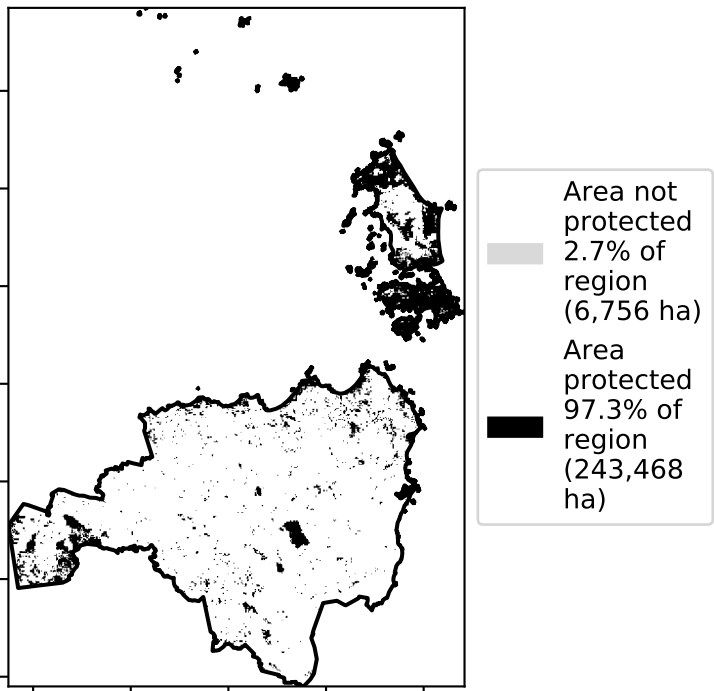 Area not
protected
2.7% of
region
(6,756 ha)
Area
protected
97.3% of
region
(243,468
ha)